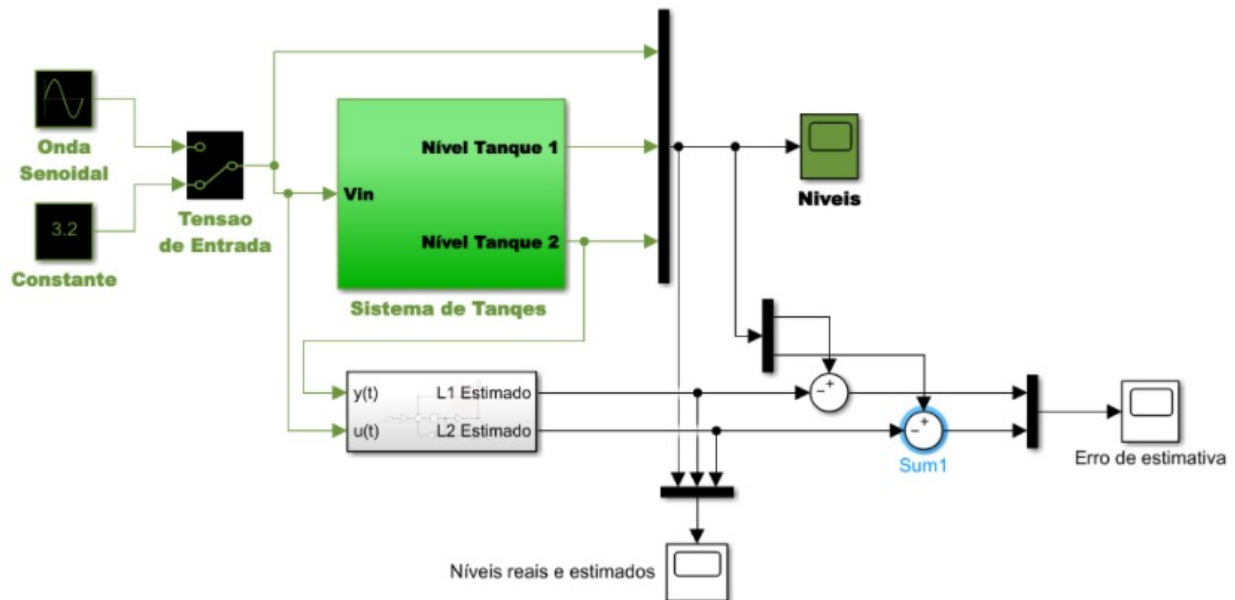 Onda
Senoidal
3.2
Constante
Tensao
de Entrada
Vin
Nível Tanque 1
Nível Tanque 2
Sistema de Tanqes
Niveis
y(t)
u(t)
L1 Estimado
L2 Estimado
-
+
-
+
Sum1
Erro de estimativa
Níveis reais e estimados